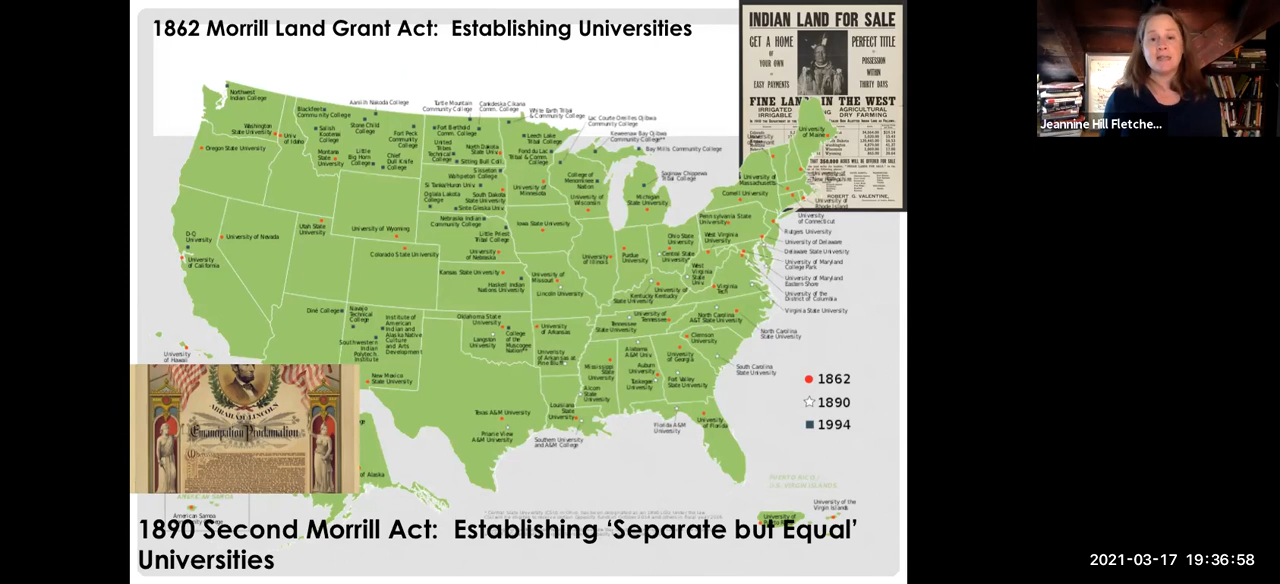 1862 Morrill Land Grant Act:  Establishing Universities
INDIAN LAND FOR SALE
GET A HOME
OF
YOUR OWN
EASY PAYMENTS
PERFECT TITLE
POSSESSION
WITHIN
THIRTY DAYS
FINE LAN IN THE WEST
IRRIGATED
IRRIGABLE
AGRICULTURAL
DRY FARMING
ROBERT G. VALENTINE,
Jeannine Hill Fletche...
Northwest
Indian College
Washington
State University
Univ
of Idaho
Oregon State University
Blackfeet
Community College
Salish
Kootenai
College
Montana
State
University
Aaniiih Nakoda College
Stone Child
College
Little
Big Horn
College
Fort Peck
Community
College
Chief
Dull Knife
College
Turtle Mountain
Community College
Cankdeska Cikana
Comm. College
Fort Berthold
Comm. College
United
Tribes
Technical
College
North Dakota
State Univ.
Sitting Bull Coll.
Sisseton
Wahpeton College
Si Tanka/Huron Univ
Oglala Lakota
College
South Dakota
State University
Sinte Gleska Univ
White Earth Tribal
& Community College
Leech Lake
Tribal College
Fond du Lac
Tribal & Comm.
College
Lac Courte Oreilles Ojibwa
Community College
Keweenaw Bay Ojibwa
Community College
Bay Mills Community College
Saginaw Chippewa
Tribal College
University of
Minnesota
College of
Menominee
Nation
University of
Wisconsin
Michigan
State University
University
of Maine
University of
Massachusetts
Cornell University
University of
Rhode Island
University
of Connecticut
Rutgers University
University of Delaware
Delaware State University
University of Maryland
College Park
University of Maryland
Eastern Shore
University of the
District of Columbia
Virginia State University
Pennsylvania State
University
West Virginia
University
West
Virginia
State
Univ
Virginia
Tech
Ohio State
University
Central State
University
Purdue
University
University
of Illinois
Iowa State University
Nebraska Indian
Community College
Little Priest
Tribal College
University
of Nebraska
University of Wyoming
Colorado State University
Utah State
University
University of Nevada
D-Q
University
University
of California
Kansas State University
Haskell Indian
Nations University
University of
Missouri
Lincoln University
University of
Kentucky
Kentucky
State University
University of
Tennessee
Tennessee
State University
North Carolina
A&T State University
North Carolina
State University
Clemson
University
South Carolina
State University
University
of Georgia
Fort Valley
State University
Alabama
A&M Univ
Auburn
University
Tuskegee
University
Mississippi
State
University
Alcorn
State
University
University
of Arkansas
University of
Arkansas at
Pine Bluff
Oklahoma State
University
Langston
University
College
of the
Muscogee
Nation
Diné College
Navajo
Technical
College
Institute of
American
Indian and
Alaska Native
Culture
and Arts
Development
Southwestern
Indian
Polytech.
Institute
New Mexico
State University
Texas A&M University
Prairie View
A&M University
Louisiana
State
University
Southern University
and A&M College
Florida A&M
University
University
of Florida
University
of Hawaii
of Alaska
ABRAHAM LINCOLN
Emancipation Proclamation
AMERICAN SAMOA
American Samoa
1862
1890
1994
PUERTO RICO /
U.S. VIRGIN ISLANDS
University of the
Virgin Islands
University of
1890 Second Morrill Act:  Establishing ‘Separate but Equal’
Universities
2021-03-17 19:36:58